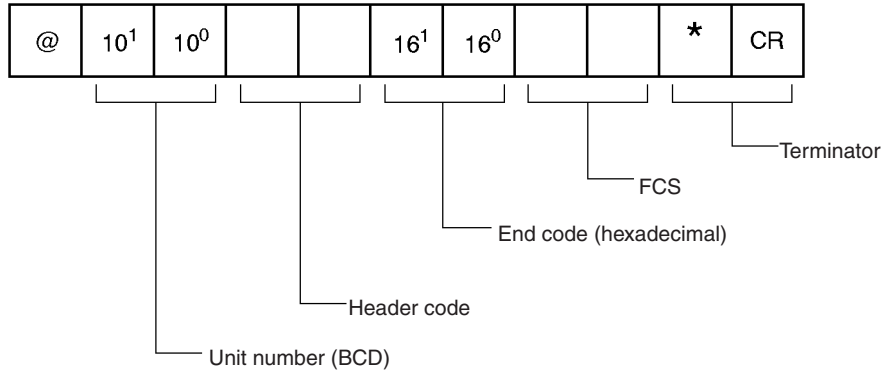 @ 10¹ 10⁰ 16¹ 16⁰ * CR
Terminator
FCS
End code (hexadecimal)
Header code
Unit number (BCD)